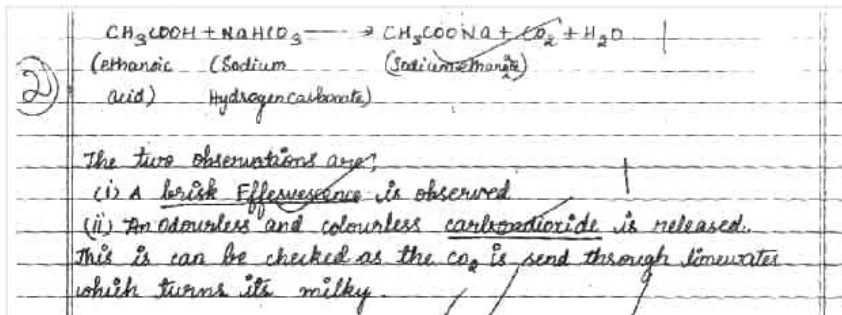 CH₃COOH + NaHCO₃ ⟶ CH₃COONa + CO₂ + H₂O
(ethanoic (Sodium (Sodium ethanoate)
2
acid) Hydrogencarbonate)
The two observations are;
(i) A brisk Effervescence is observed
(ii) An odourless and colourless carbondioxide is released.
This is can be checked as the CO₂ is send through limewater
which turns its milky.